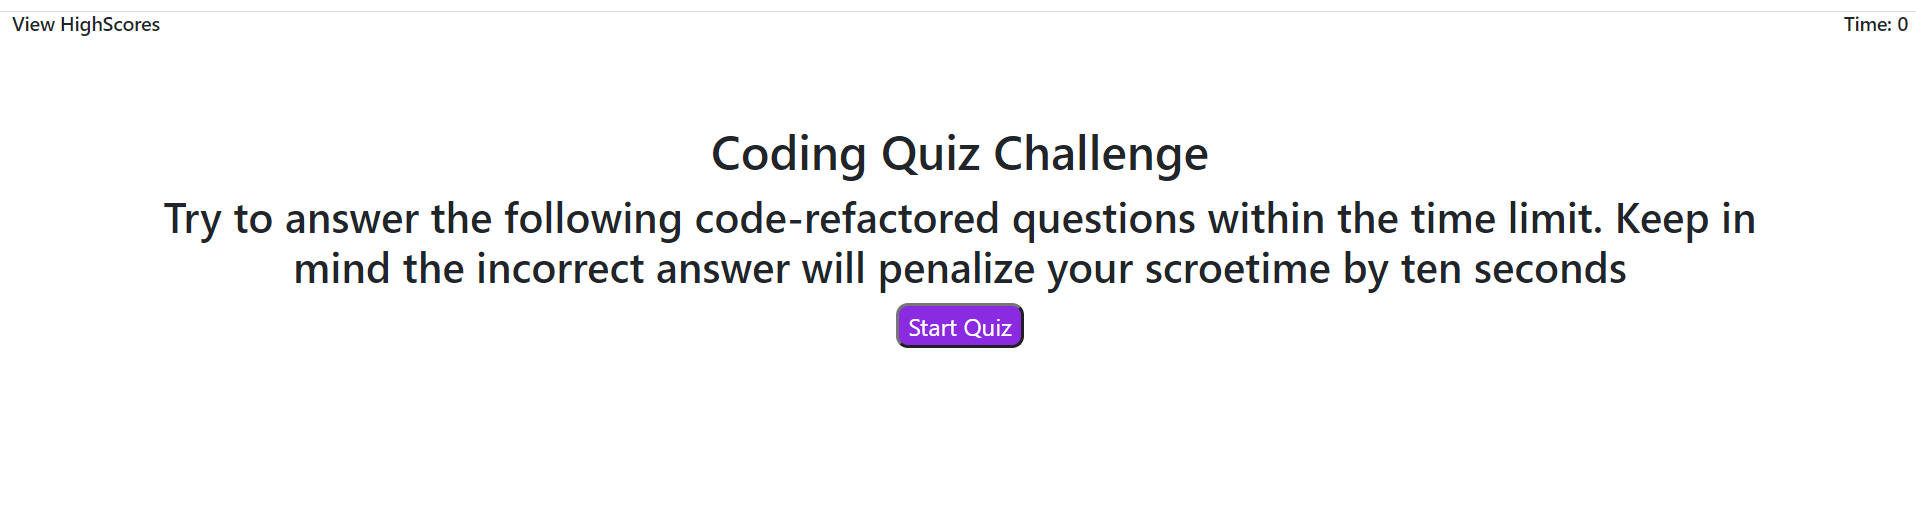 View HighScores
Time: 0
Coding Quiz Challenge
Try to answer the following code-refactored questions within the time limit. Keep in
mind the incorrect answer will penalize your scroetime by ten seconds
Start Quiz